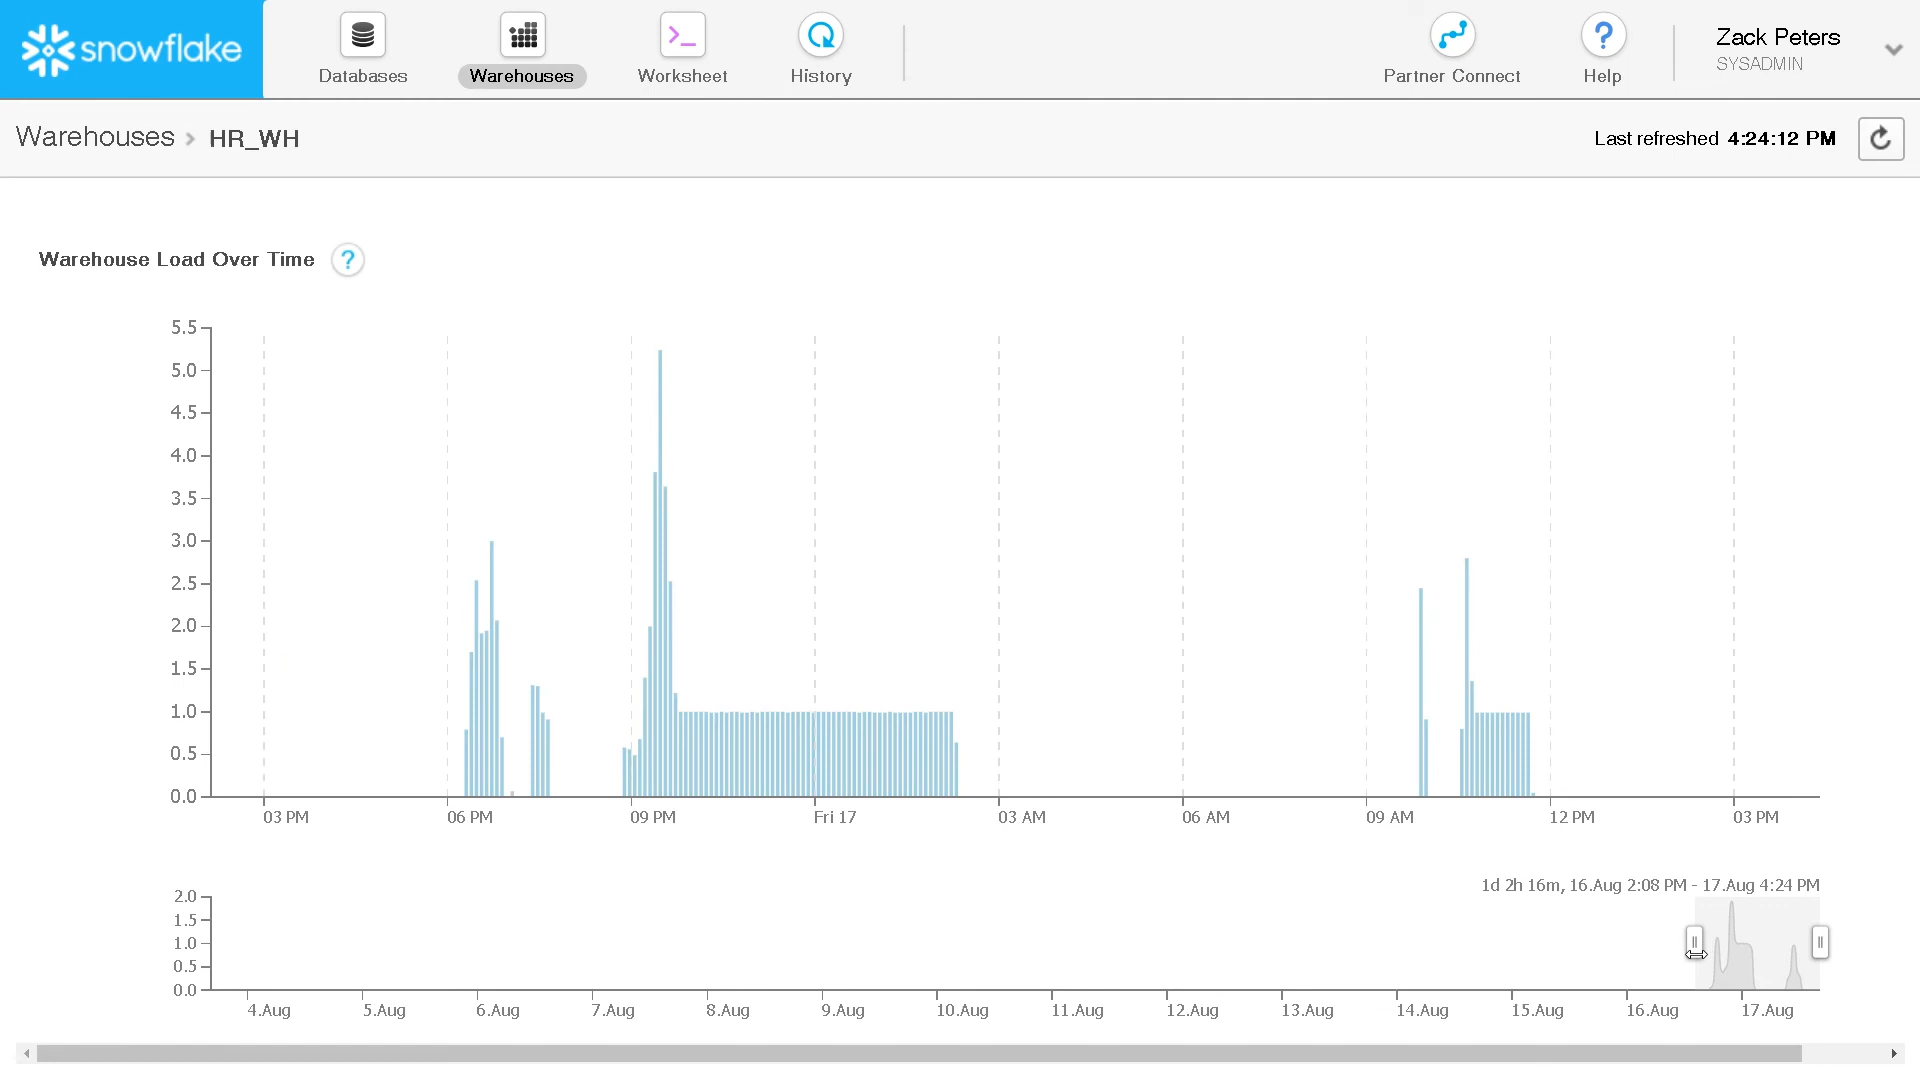 snowflake
Databases
Warehouses
Worksheet
History
Partner Connect
Help
Zack Peters
SYSADMIN
Warehouses > HR_WH
Last refreshed 4:24:12 PM
Warehouse Load Over Time ?
5.5
5.0
4.5
4.0
3.5
3.0
2.5
2.0
1.5
1.0
0.5
0.0
03 PM 06 PM 09 PM Fri 17 03 AM 06 AM 09 AM 12 PM 03 PM
1d 2h 16m, 16.Aug 2:08 PM - 17.Aug 4:24 PM
2.0
1.5
1.0
0.5
0.0
4.Aug 5.Aug 6.Aug 7.Aug 8.Aug 9.Aug 10.Aug 11.Aug 12.Aug 13.Aug 14.Aug 15.Aug 16.Aug 17.Aug